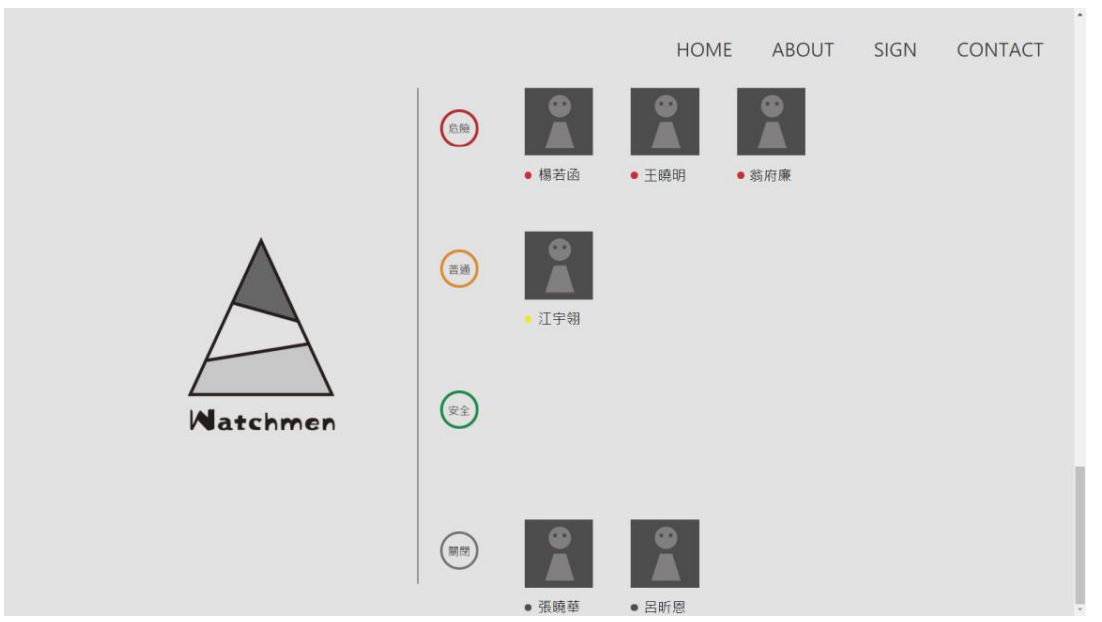 HOME ABOUT SIGN CONTACT
危險
楊若函 王曉明 翁府廉
普通
江宇翎
Watchmen
安全
關閉
張曉華 呂昕恩